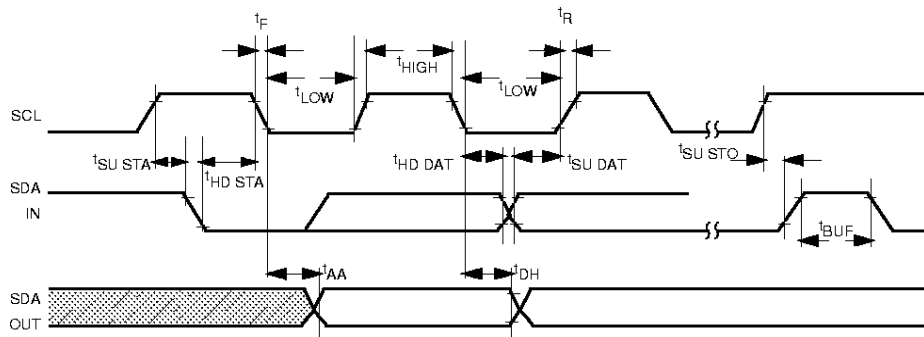 tF
tR
tHIGH
tLOW
tLOW
SCL
tSU STA
tHD STA
tHD DAT
tSU DAT
tSU STO
SDA
IN
tBUF
tAA
tDH
SDA
OUT